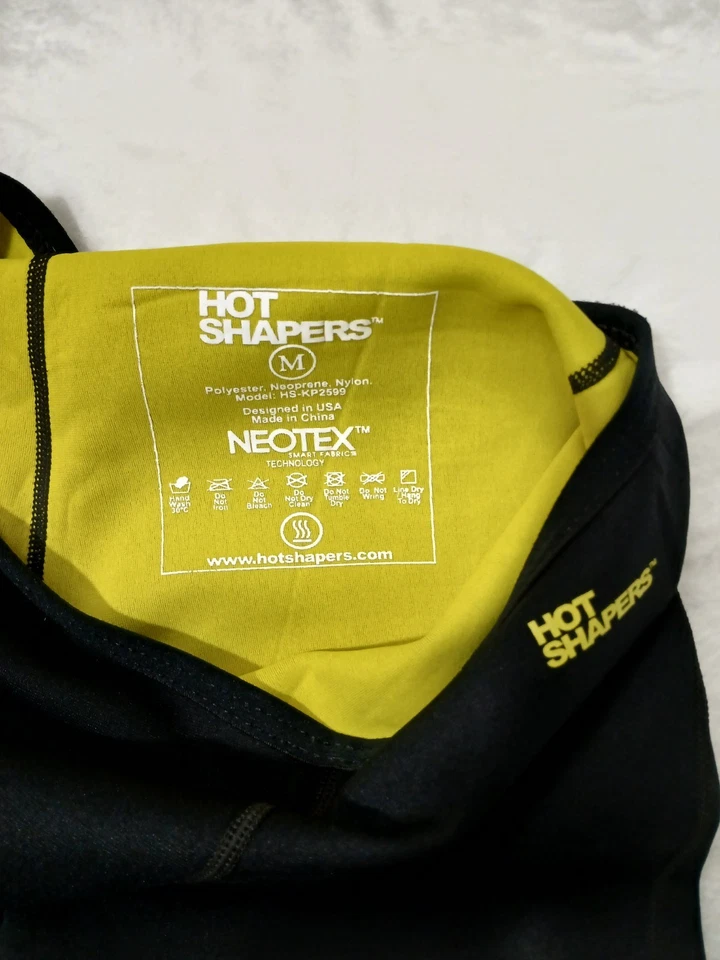 HOT
SHAPERS™
M
Polyester. Neoprene. Nylon.
Model: HS-KP2599
Designed in USA
Made in China
NEOTEX™
SMART FABRIC®
TECHNOLOGY
Hand Wash 30°C
Do Not Iron
Do Not Bleach
Do Not Dry Clean
Do Not Tumble Dry
Do Not Wring
Line Dry / Hang To Dry
www.hotshapers.com
HOT
SHAPERS™